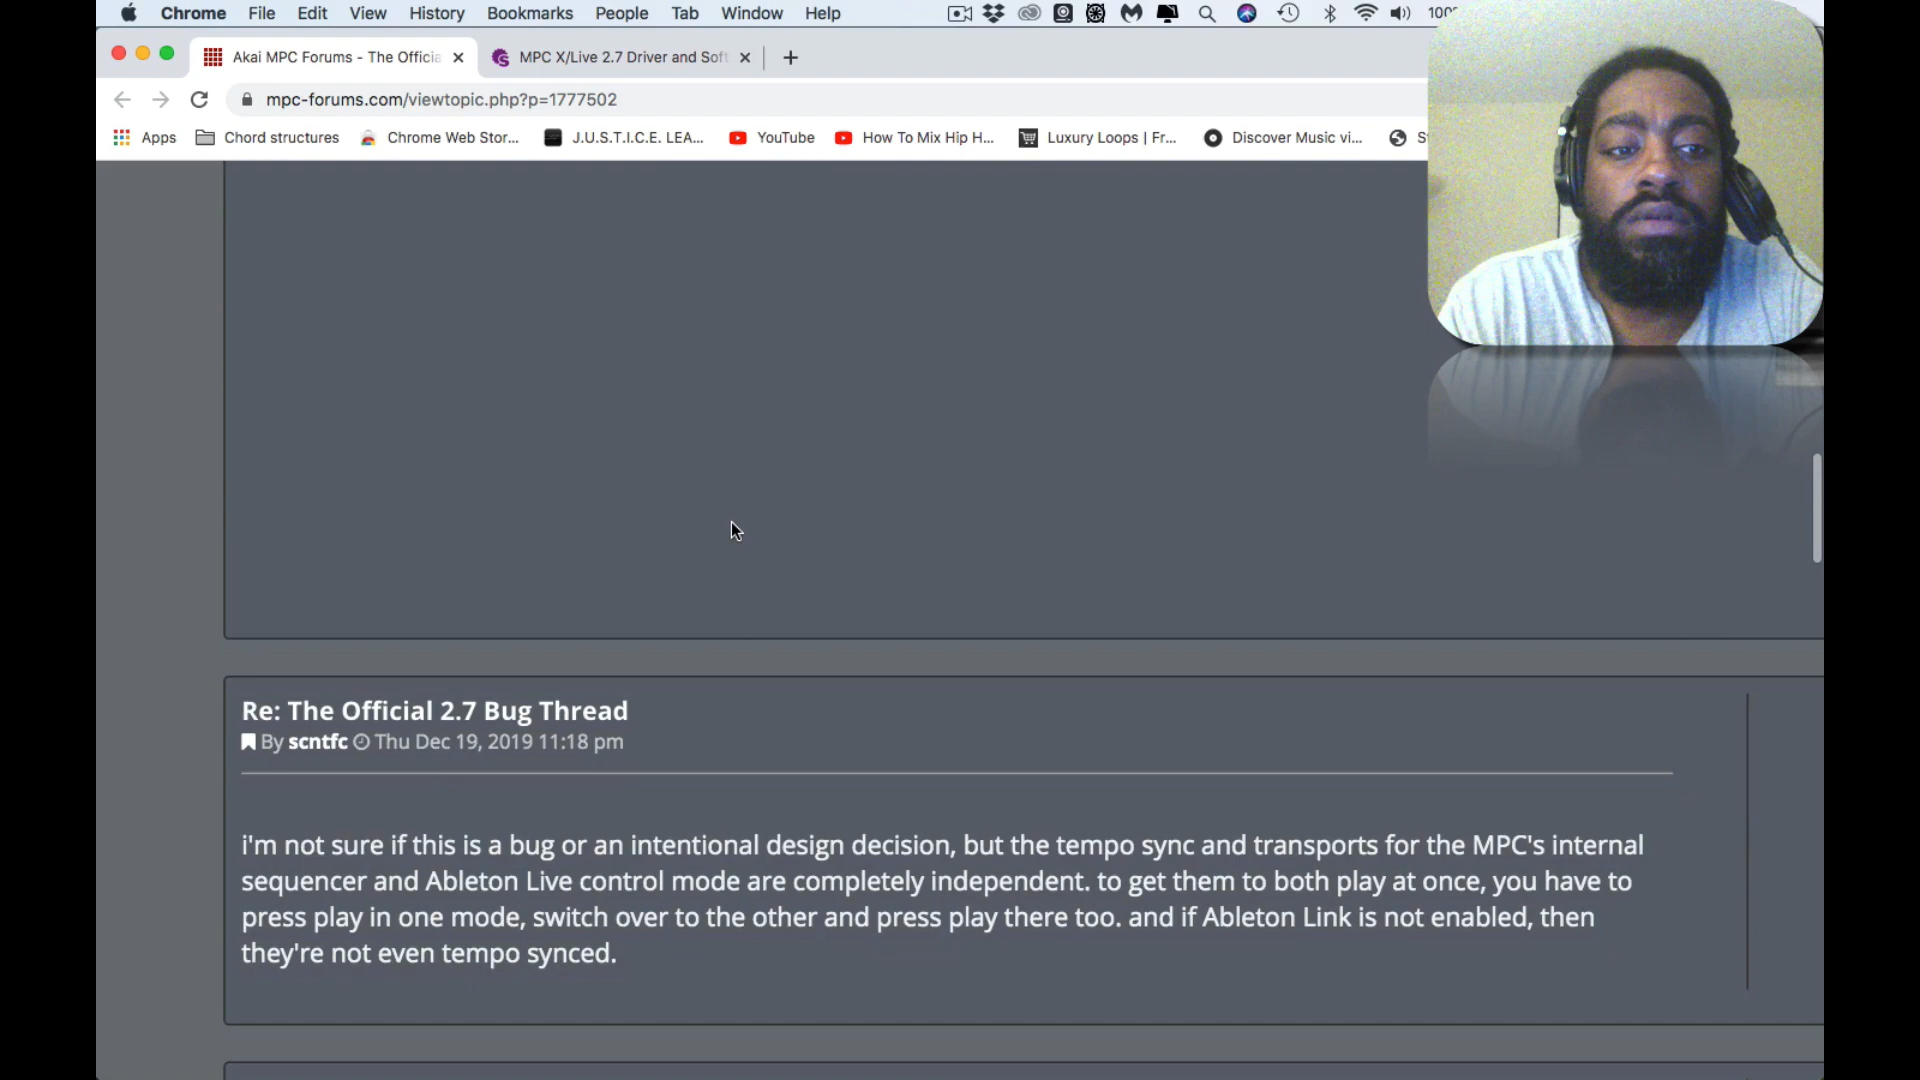 Chrome File Edit View History Bookmarks People Tab Window Help
Akai MPC Forums - The Officia
MPC X/Live 2.7 Driver and Soft
mpc-forums.com/viewtopic.php?p=1777502
Apps Chord structures Chrome Web Stor... J.U.S.T.I.C.E. LEA... YouTube How To Mix Hip H... Luxury Loops | Fr... Discover Music vi...
Re: The Official 2.7 Bug Thread
By scntfc Thu Dec 19, 2019 11:18 pm
i'm not sure if this is a bug or an intentional design decision, but the tempo sync and transports for the MPC's internal
sequencer and Ableton Live control mode are completely independent. to get them to both play at once, you have to
press play in one mode, switch over to the other and press play there too. and if Ableton Link is not enabled, then
they're not even tempo synced.